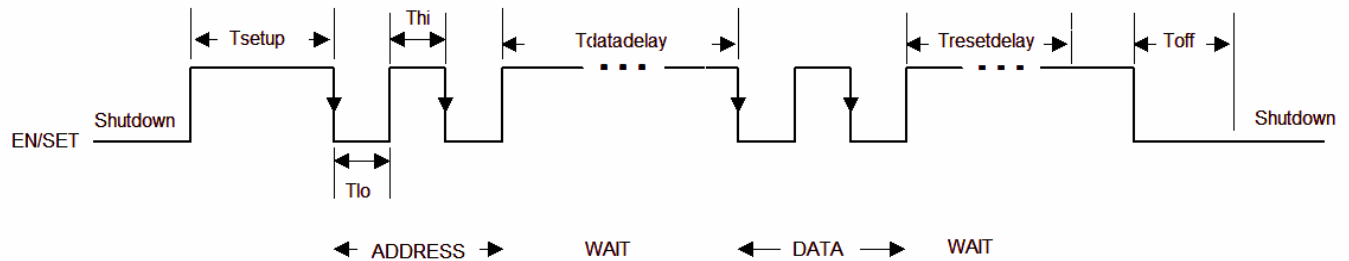 Thi
Tsetup
Tdatadelay
Tresetdelay
Toff
Shutdown
Shutdown
EN/SET
Tlo
ADDRESS
WAIT
DATA
WAIT